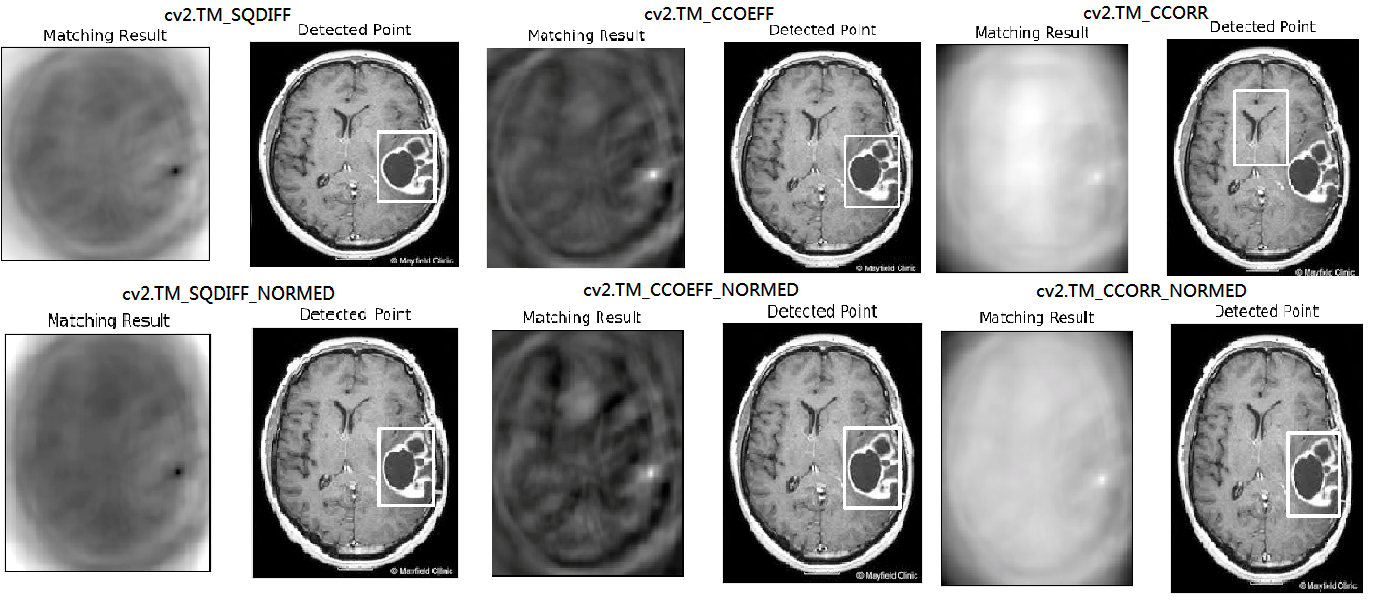 cv2.TM_SQDIFF
Matching Result
Detected Point
© Mayfield Clinic
cv2.TM_CCOEFF
Matching Result
Detected Point
© Mayfield Clinic
cv2.TM_CCORR
Matching Result
Detected Point
© Mayfield Clinic
cv2.TM_SQDIFF_NORMED
Matching Result
Detected Point
© Mayfield Clinic
cv2.TM_CCOEFF_NORMED
Matching Result
Detected Point
© Mayfield Clinic
cv2.TM_CCORR_NORMED
Matching Result
Detected Point
© Mayfield Clinic